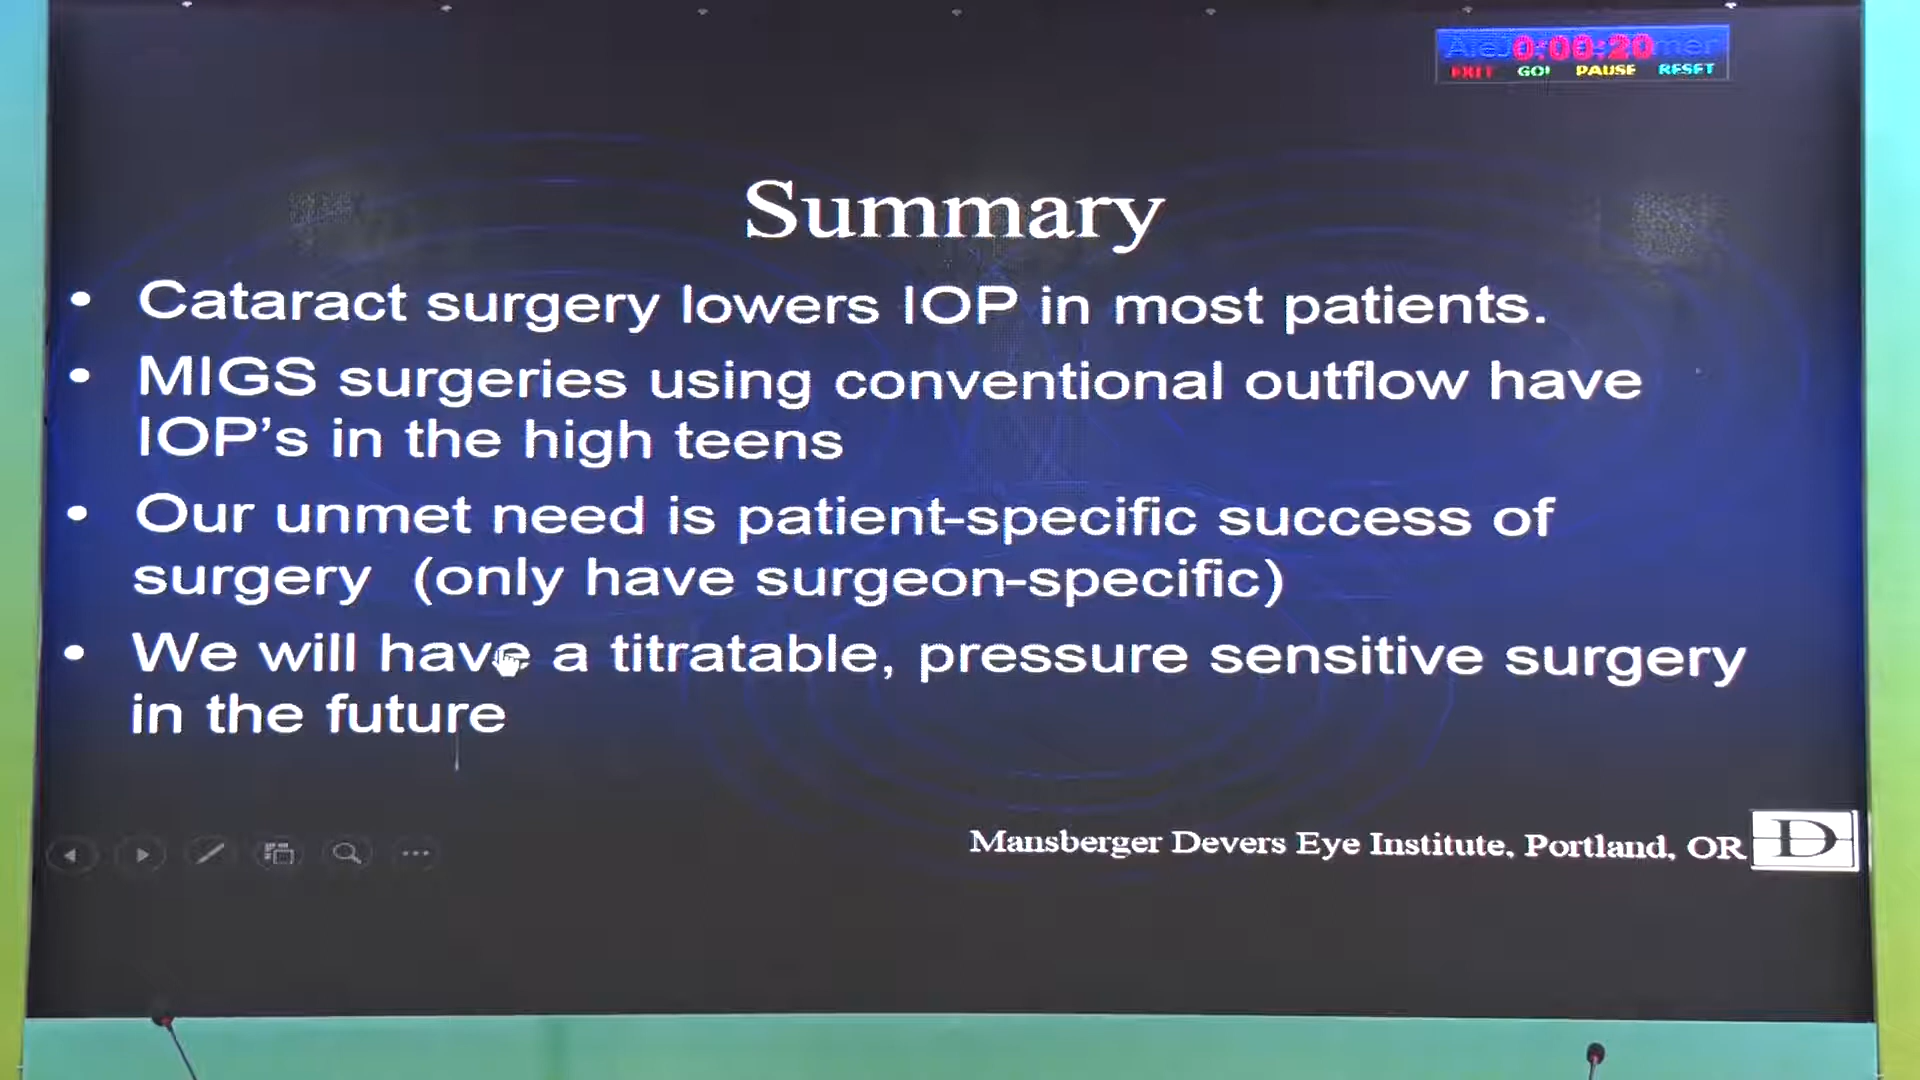 0:00:20
EXIT GO! PAUSE RESET
Summary
• Cataract surgery lowers IOP in most patients.
• MIGS surgeries using conventional outflow have
IOP’s in the high teens
• Our unmet need is patient-specific success of
surgery (only have surgeon-specific)
• We will have a titratable, pressure sensitive surgery
in the future
Mansberger Devers Eye Institute, Portland, OR
D